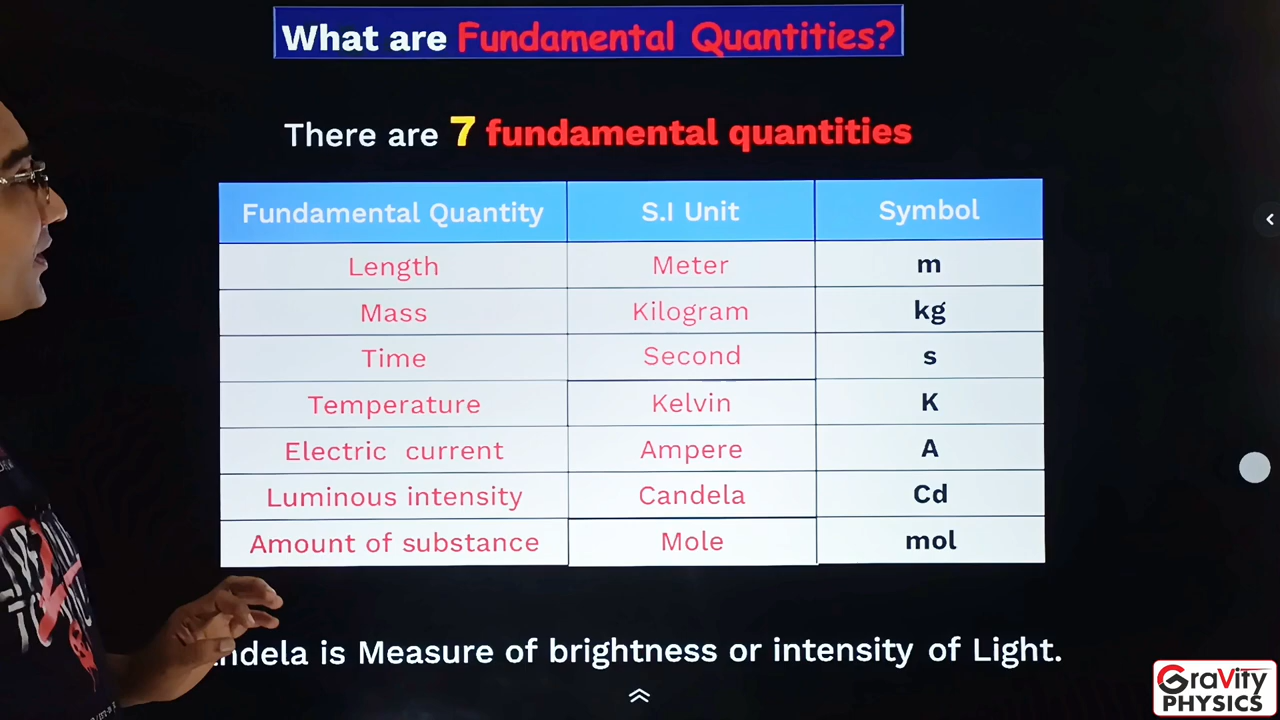 What are Fundamental Quantities?
There are 7 fundamental quantities
Fundamental Quantity S.I Unit Symbol
Length Meter m
Mass Kilogram kg
Time Second s
Temperature Kelvin K
Electric current Ampere A
Luminous intensity Candela Cd
Amount of substance Mole mol
ndela is Measure of brightness or intensity of Light.
GraVity
PHYSICS